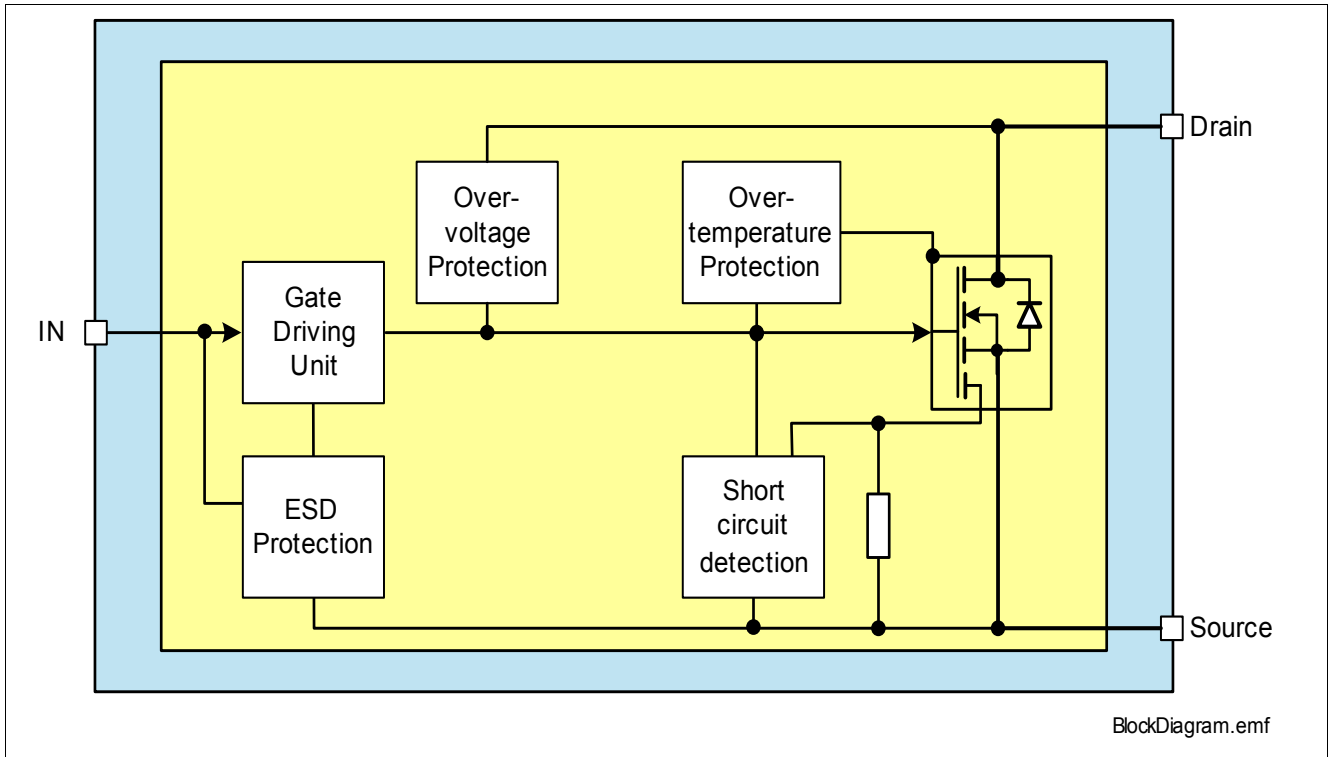 Drain
Over-
voltage
Protection
Over-
temperature
Protection
IN
Gate
Driving
Unit
ESD
Protection
Short
circuit
detection
Source
BlockDiagram.emf